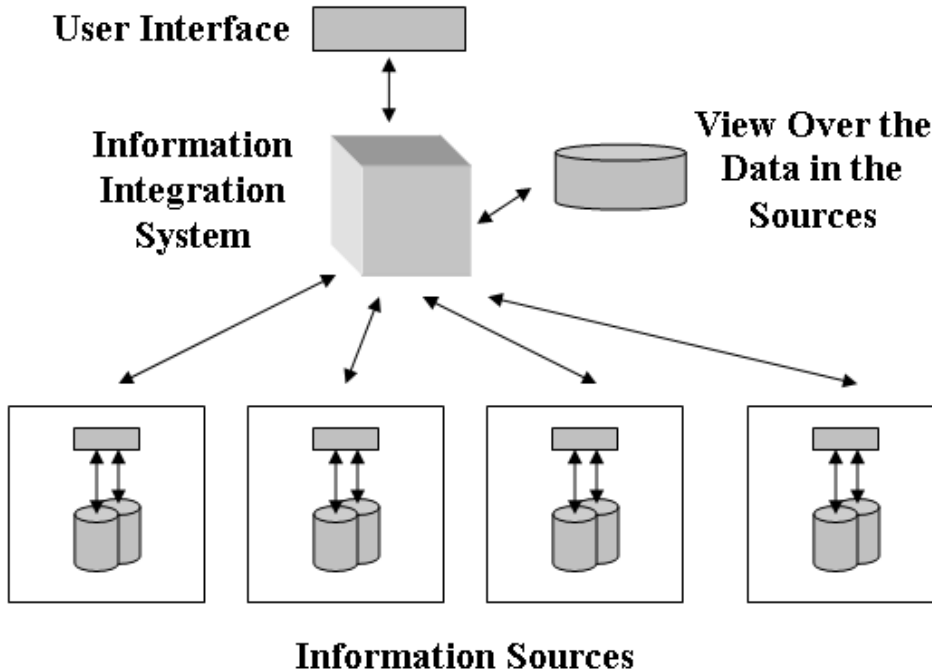 User Interface
Information
Integration
System
View Over the
Data in the
Sources
Information Sources